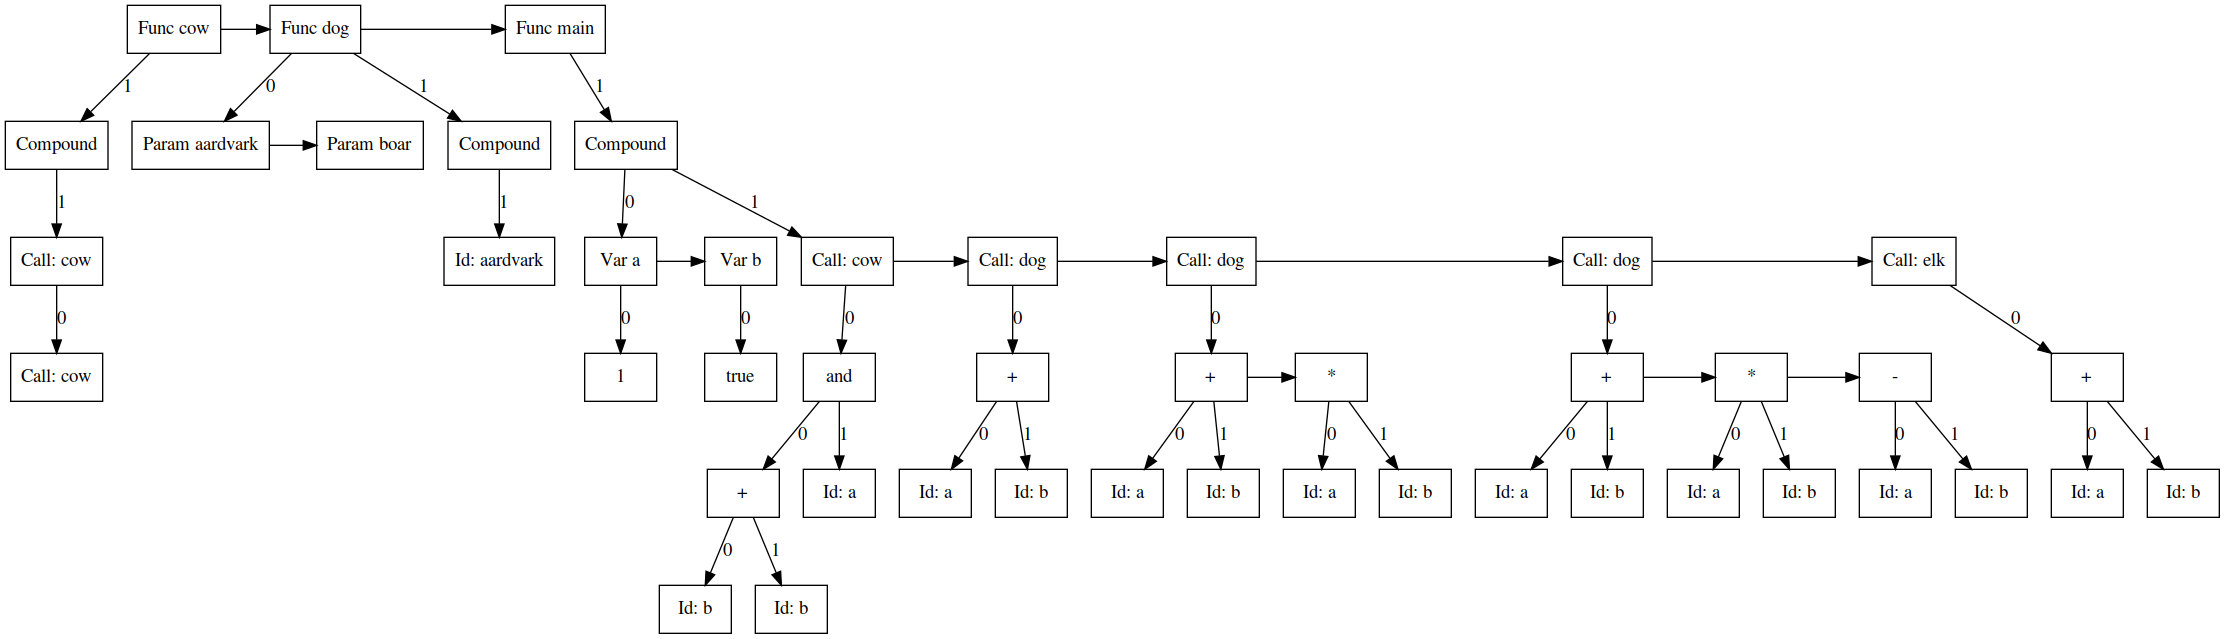 Func cow
Func dog
Func main
1
0
1
1
Compound
Param aardvark
Param boar
Compound
Compound
1
1
0
1
Call: cow
Id: aardvark
Var a
Var b
Call: cow
Call: dog
Call: dog
Call: dog
Call: elk
0
0
0
0
0
0
0
0
Call: cow
1
true
and
+
+
*
+
*
-
+
0
1
0
1
0
1
0
1
0
1
0
1
0
1
0
1
+
Id: a
Id: a
Id: b
Id: a
Id: b
Id: a
Id: b
Id: a
Id: b
Id: a
Id: b
Id: a
Id: b
Id: a
Id: b
0
1
Id: b
Id: b